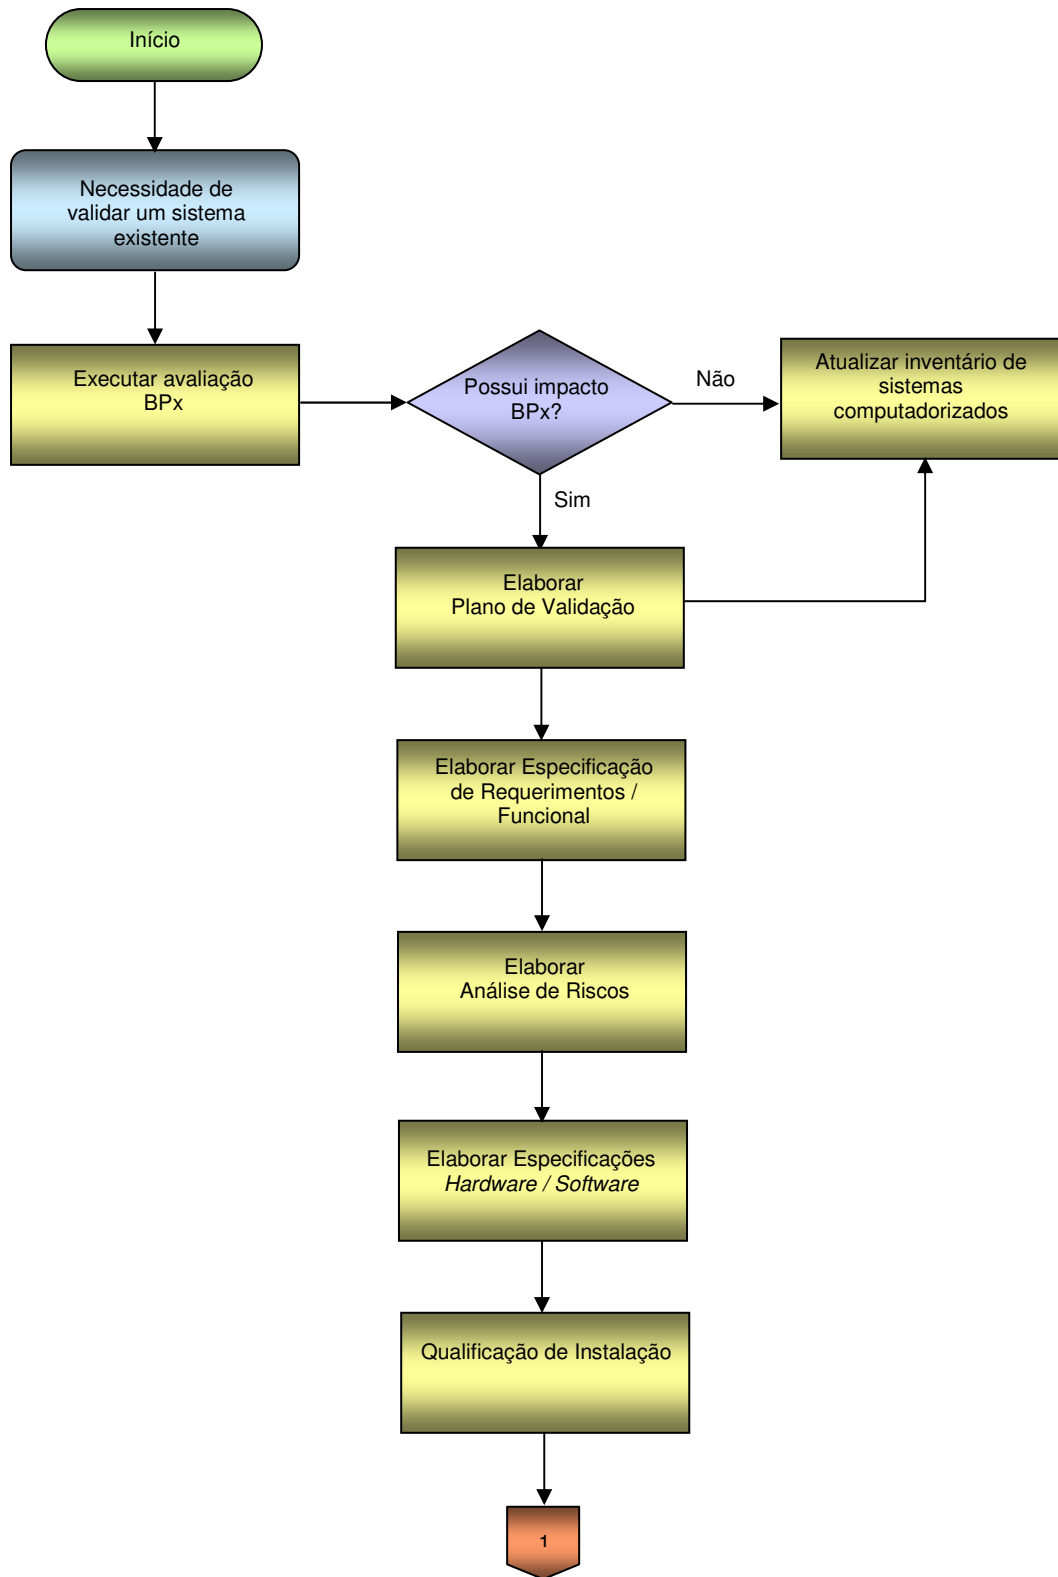 Início
Necessidade de
validar um sistema
existente
Executar avaliação
BPx
Possui impacto
BPx?
Não
Atualizar inventário de
sistemas
computadorizados
Sim
Elaborar
Plano de Validação
Elaborar Especificação
de Requerimentos /
Funcional
Elaborar
Análise de Riscos
Elaborar Especificações
Hardware / Software
Qualificação de Instalação
1